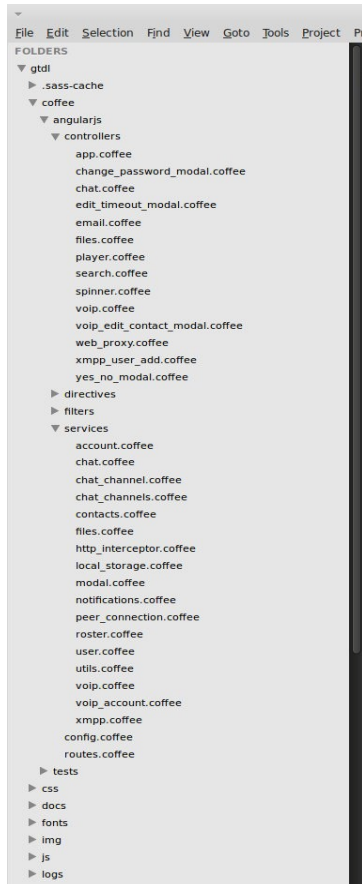 File Edit Selection Find View Goto Tools Project
FOLDERS
gtdl
.sass-cache
coffee
angularjs
controllers
app.coffee
change_password_modal.coffee
chat.coffee
edit_timeout_modal.coffee
email.coffee
files.coffee
player.coffee
search.coffee
spinner.coffee
voip.coffee
voip_edit_contact_modal.coffee
web_proxy.coffee
xmpp_user_add.coffee
yes_no_modal.coffee
directives
filters
services
account.coffee
chat.coffee
chat_channel.coffee
chat_channels.coffee
contacts.coffee
files.coffee
http_interceptor.coffee
local_storage.coffee
modal.coffee
notifications.coffee
peer_connection.coffee
roster.coffee
user.coffee
utils.coffee
voip.coffee
voip_account.coffee
xmpp.coffee
config.coffee
routes.coffee
tests
css
docs
fonts
img
js
logs